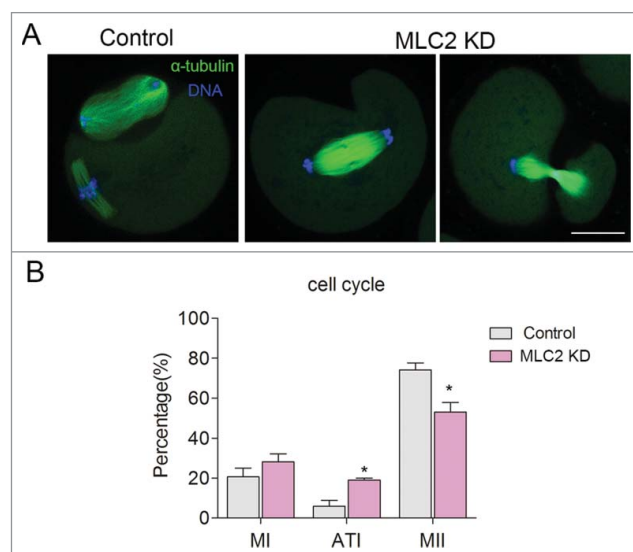 A
Control
MLC2 KD
α-tubulin
DNA
B
cell cycle
Percentage(%)
100
80
60
40
20
0
*
*
MI
ATI
MII
Control
MLC2 KD